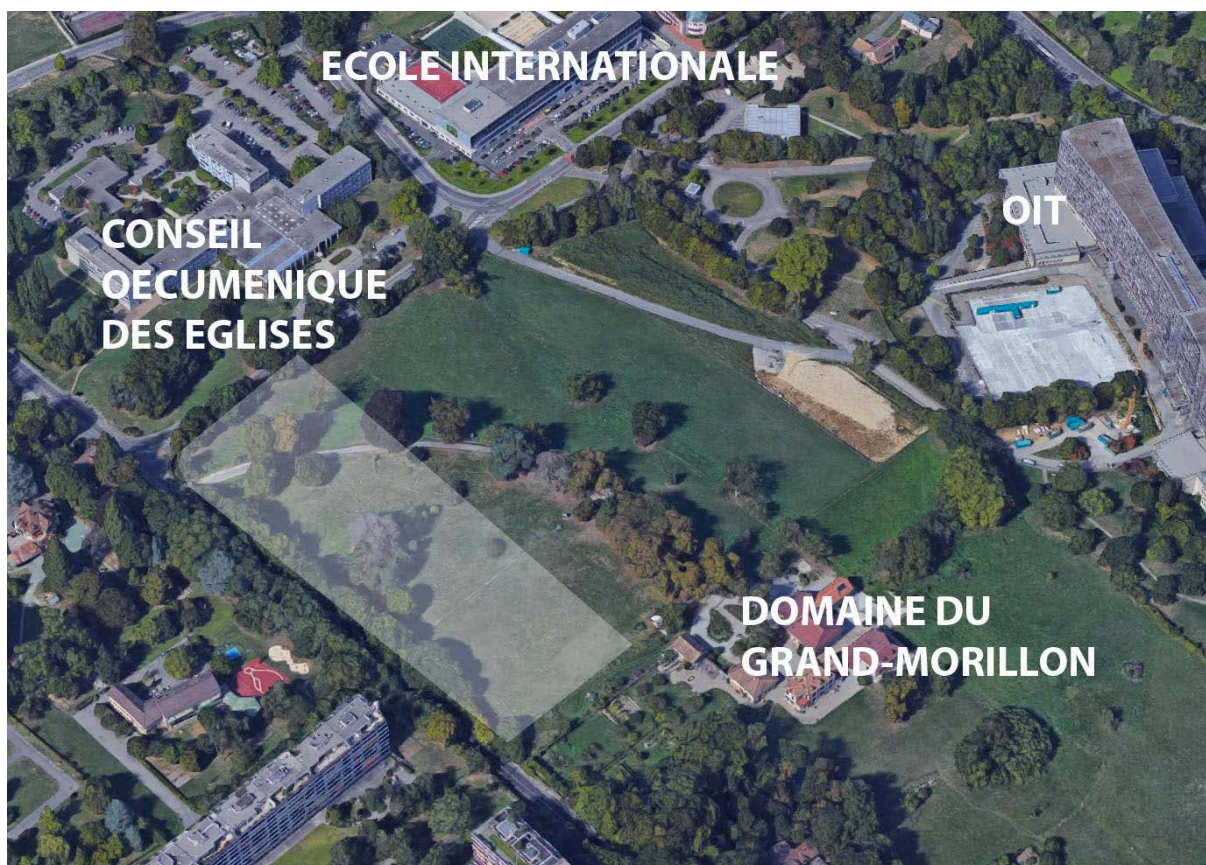 ECOLE INTERNATIONALE
OIT
CONSEIL
OECUMENIQUE
DES EGLISES
DOMAINE DU
GRAND-MORILLON